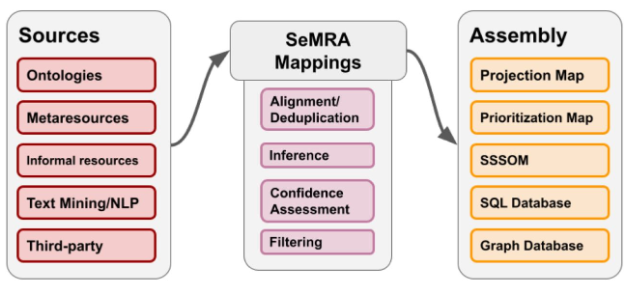 Sources
Ontologies
Metaresources
Informal resources
Text Mining/NLP
Third-party
SeMRA
Mappings
Alignment/
Deduplication
Inference
Confidence
Assessment
Filtering
Assembly
Projection Map
Prioritization Map
SSSOM
SQL Database
Graph Database